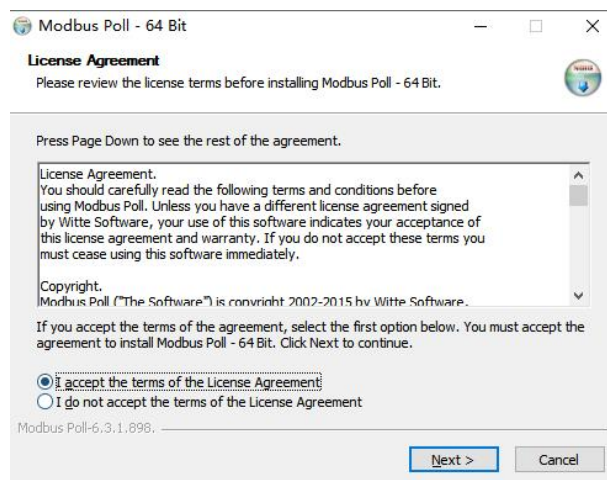 Modbus Poll - 64 Bit
License Agreement
Please review the license terms before installing Modbus Poll - 64 Bit.
Press Page Down to see the rest of the agreement.
License Agreement.
You should carefully read the following terms and conditions before
using Modbus Poll. Unless you have a different license agreement signed
by Witte Software, your use of this software indicates your acceptance of
this license agreement and warranty. If you do not accept these terms you
must cease using this software immediately.
Copyright.
Modbus Poll ("The Software") is copyright 2002-2015 by Witte Software.
If you accept the terms of the agreement, select the first option below. You must accept the
agreement to install Modbus Poll - 64 Bit. Click Next to continue.
I accept the terms of the License Agreement
I do not accept the terms of the License Agreement
Modbus Poll-6.3.1.898.
Next >
Cancel